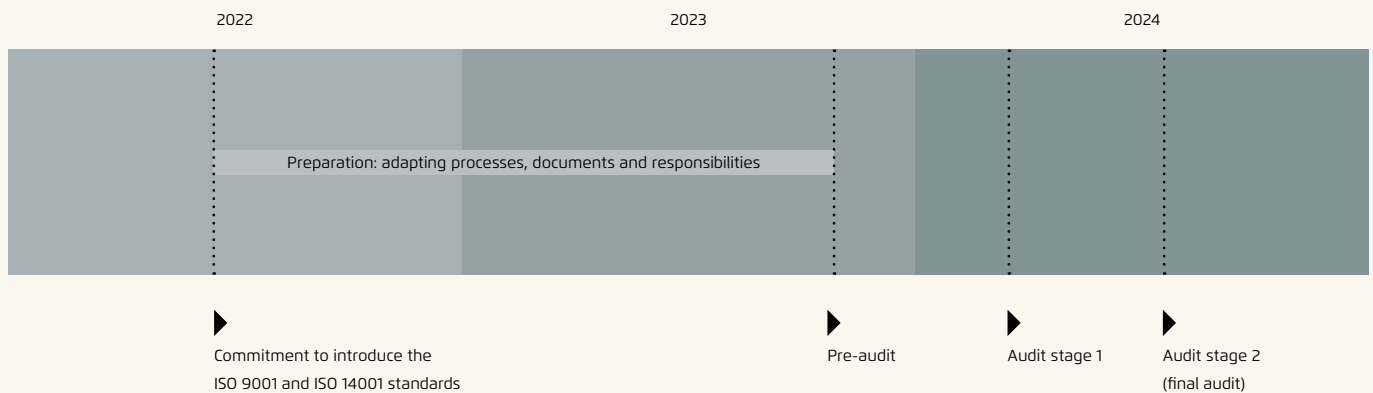 2022
2023
2024
Preparation: adapting processes, documents and responsibilities
Commitment to introduce the
ISO 9001 and ISO 14001 standards
Pre-audit
Audit stage 1
Audit stage 2
(final audit)